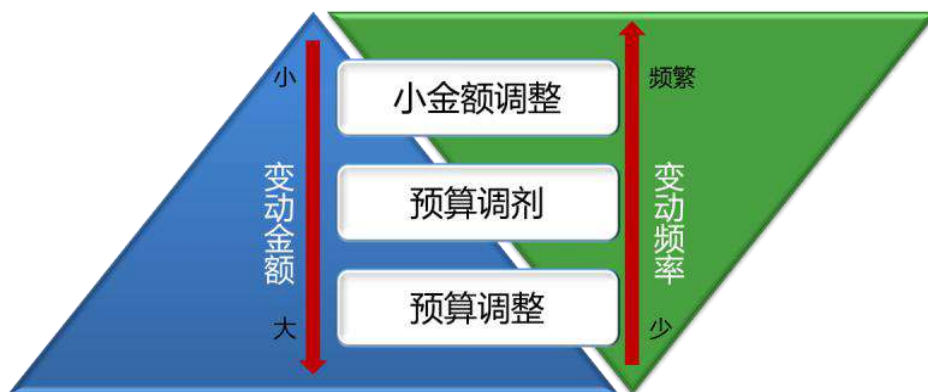 小
频繁
小金额调整
变动金额
预算调剂
变动频率
预算调整
大
少